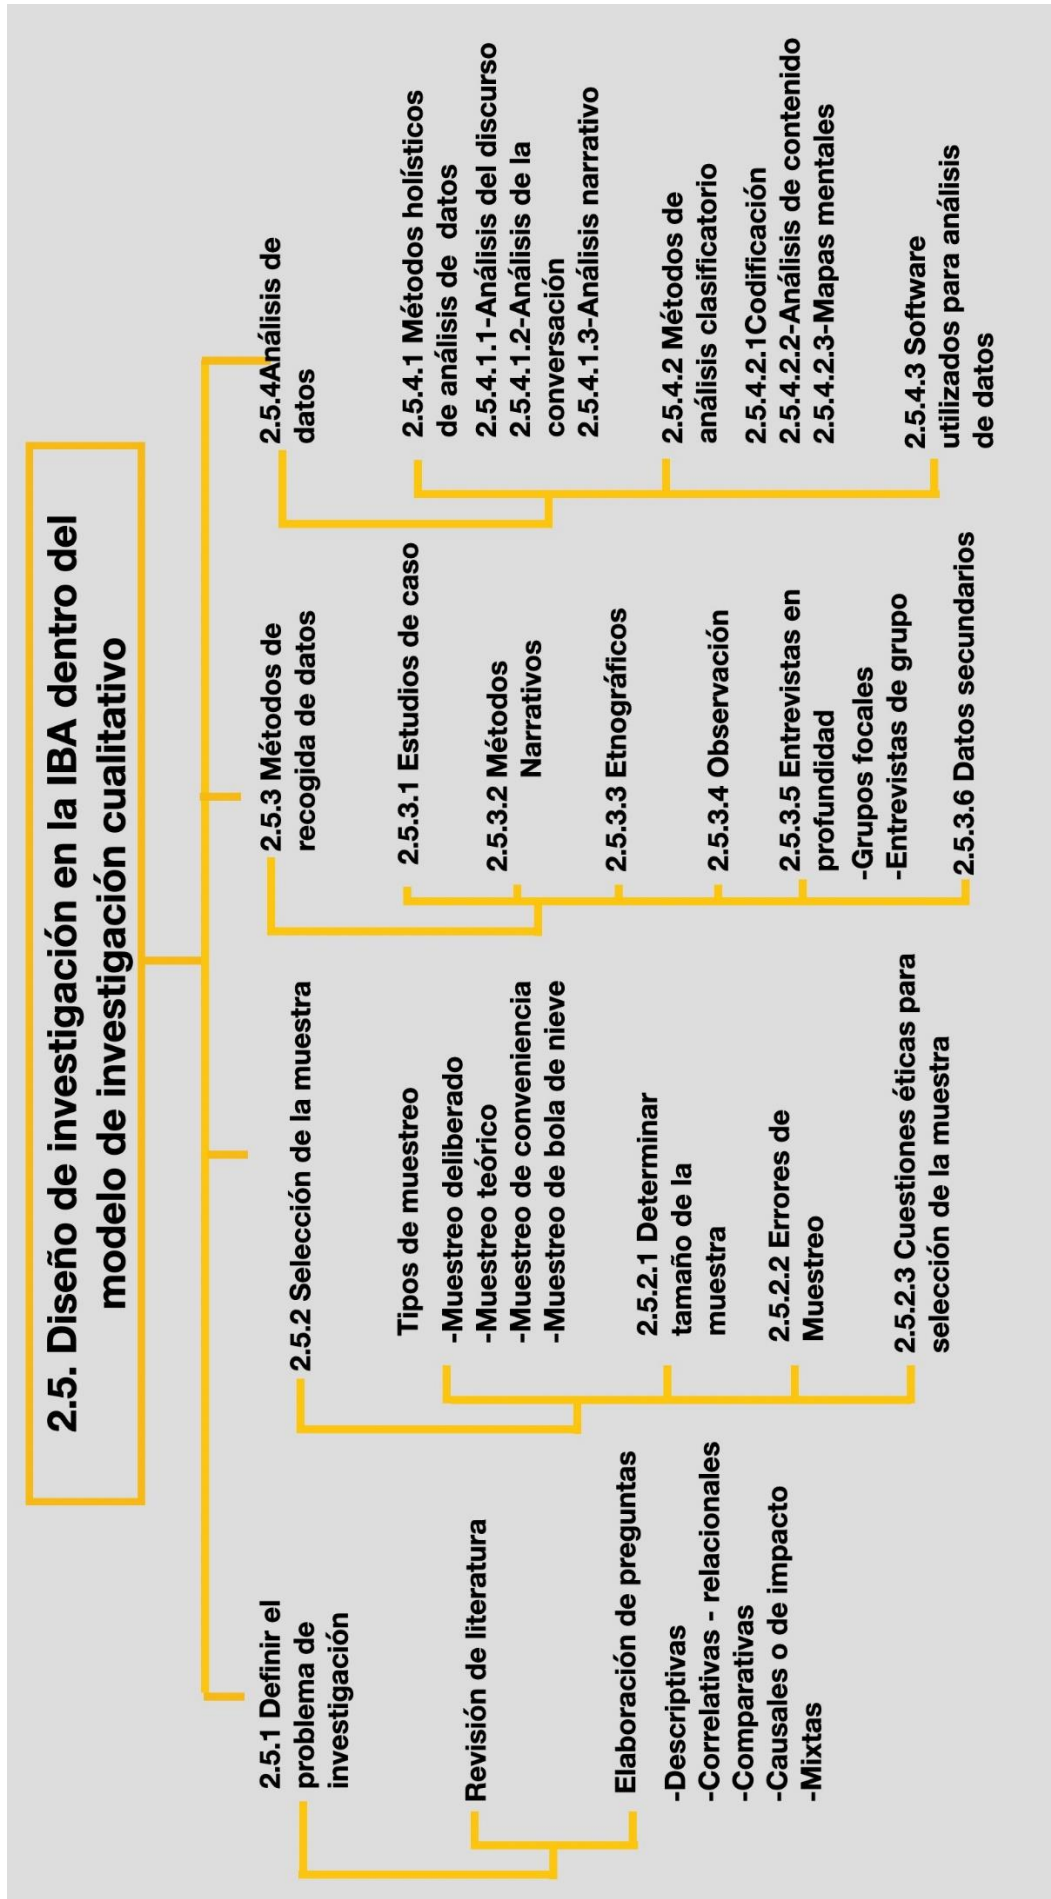 2.5. Diseño de investigación en la IBA dentro del
modelo de investigación cualitativo
2.5.1 Definir el
problema de
investigación
Revisión de literatura
Elaboración de preguntas
-Descriptivas
-Correlativas - relacionales
-Comparativas
-Causales o de impacto
-Mixtas
2.5.2 Selección de la muestra
Tipos de muestreo
-Muestreo deliberado
-Muestreo teórico
-Muestreo de conveniencia
-Muestreo de bola de nieve
2.5.2.1 Determinar
tamaño de la
muestra
2.5.2.2 Errores de
Muestreo
2.5.2.3 Cuestiones éticas para
selección de la muestra
2.5.3 Métodos de
recogida de datos
2.5.3.1 Estudios de caso
2.5.3.2 Métodos
Narrativos
2.5.3.3 Etnográficos
2.5.3.4 Observación
2.5.3.5 Entrevistas en
profundidad
-Grupos focales
-Entrevistas de grupo
2.5.3.6 Datos secundarios
2.5.4Análisis de
datos
2.5.4.1 Métodos holísticos
de análisis de datos
2.5.4.1.1-Análisis del discurso
2.5.4.1.2-Análisis de la
conversación
2.5.4.1.3-Análisis narrativo
2.5.4.2 Métodos de
análisis clasificatorio
2.5.4.2.1Codificación
2.5.4.2.2-Análisis de contenido
2.5.4.2.3-Mapas mentales
2.5.4.3 Software
utilizados para análisis
de datos